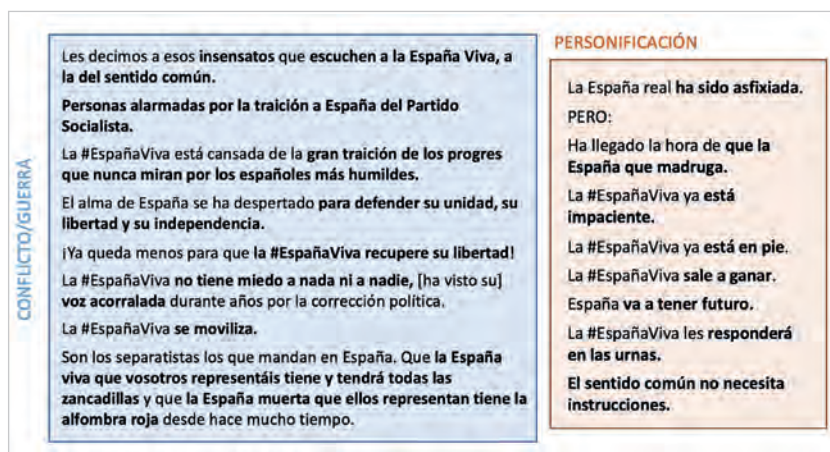 CONFLICTO/GUERRA
Les decimos a esos insensatos que escuchen a la España Viva, a
la del sentido común.
Personas alarmadas por la traición a España del Partido
Socialista.
La #EspañaViva está cansada de la gran traición de los progres
que nunca miran por los españoles más humildes.
El alma de España se ha despertado para defender su unidad, su
libertad y su independencia.
¡Ya queda menos para que la #EspañaViva recupere su libertad!
La #EspañaViva no tiene miedo a nada ni a nadie, [ha visto su]
voz acorralada durante años por la corrección política.
La #EspañaViva se moviliza.
Son los separatistas los que mandan en España. Que la España
viva que vosotros representáis tiene y tendrá todas las
zancadillas y que la España muerta que ellos representan tiene la
alfombra roja desde hace mucho tiempo.
PERSONIFICACIÓN
La España real ha sido asfixiada.
PERO:
Ha llegado la hora de que la
España que madruga.
La #EspañaViva ya está
impaciente.
La #EspañaViva ya está en pie.
La #EspañaViva sale a ganar.
España va a tener futuro.
La #EspañaViva les responderá
en las urnas.
El sentido común no necesita
instrucciones.